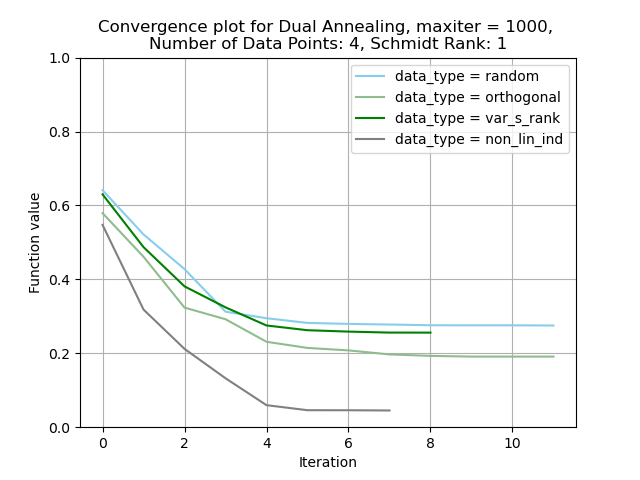 Convergence plot for Dual Annealing, maxiter = 1000,
Number of Data Points: 4, Schmidt Rank: 1
data_type = random
data_type = orthogonal
data_type = var_s_rank
data_type = non_lin_ind
Function value
1.0
0.8
0.6
0.4
0.2
0.0
0 2 4 6 8 10
Iteration